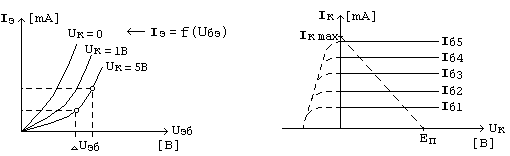 Iэ [mA]
Uк = 0
Iэ = f(Uбэ)
Uк = 1В
Uк = 5В
Uэб
Uэб
[В]
Iк [mA]
Iк max
Iб5
Iб4
Iб3
Iб2
Iб1
Eп
Uк
[В]